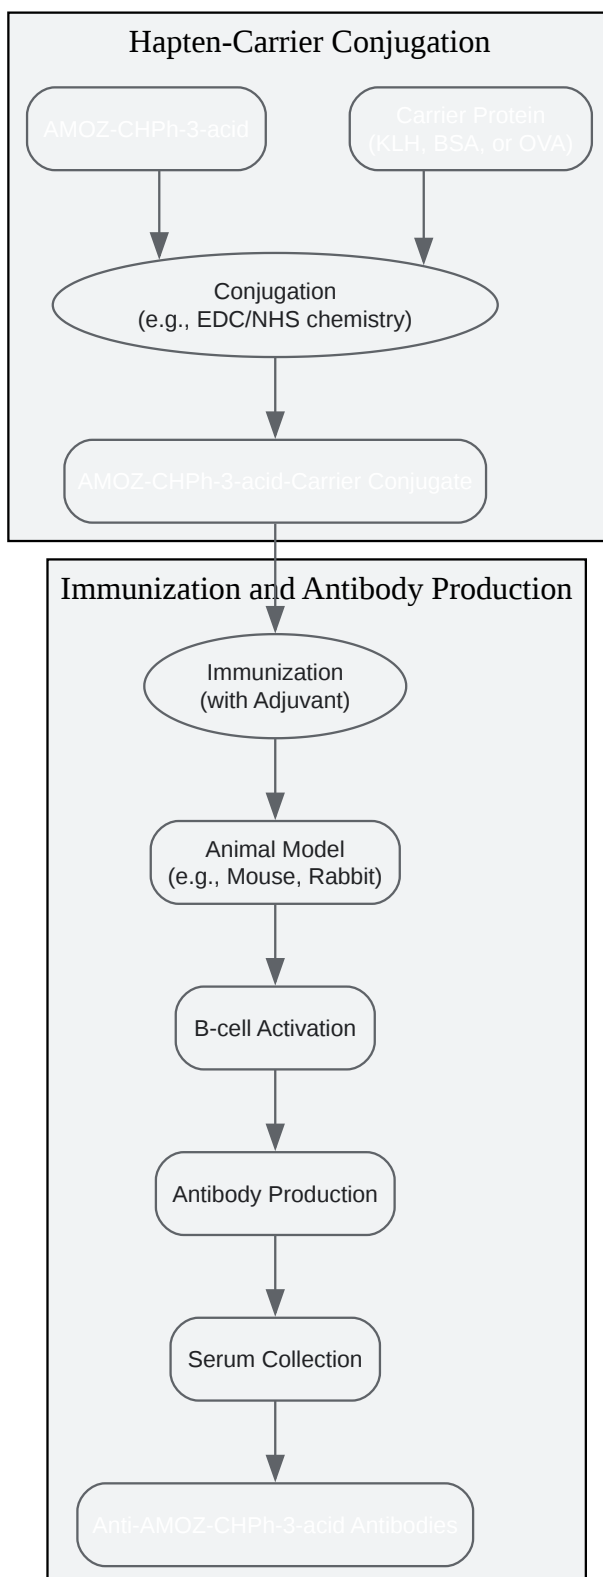 Hapten-Carrier Conjugation
AMOZ-CHPh-3-acid
Carrier Protein
(KLH, BSA, or OVA)
Conjugation
(e.g., EDC/NHS chemistry)
AMOZ-CHPh-3-acid-Carrier Conjugate
Immunization and Antibody Production
Immunization
(with Adjuvant)
Animal Model
(e.g., Mouse, Rabbit)
B-cell Activation
Antibody Production
Serum Collection
Anti-AMOZ-CHPh-3-acid Antibodies